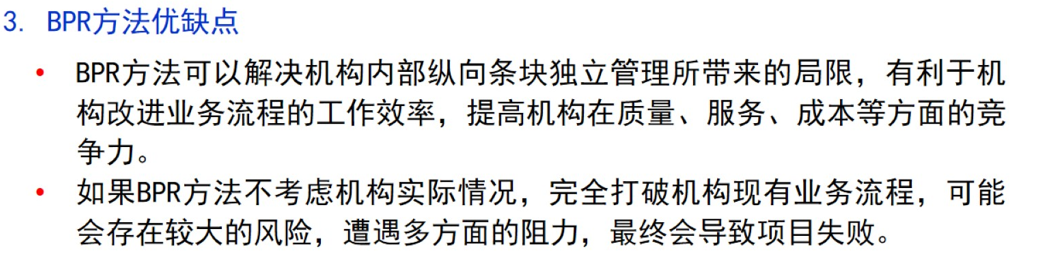 3. BPR方法优缺点
• BPR方法可以解决机构内部纵向条块独立管理所带来的局限，有利于机
构改进业务流程的工作效率，提高机构在质量、服务、成本等方面的竞
争力。
• 如果BPR方法不考虑机构实际情况，完全打破机构现有业务流程，可能
会存在较大的风险，遭遇多方面的阻力，最终会导致项目失败。